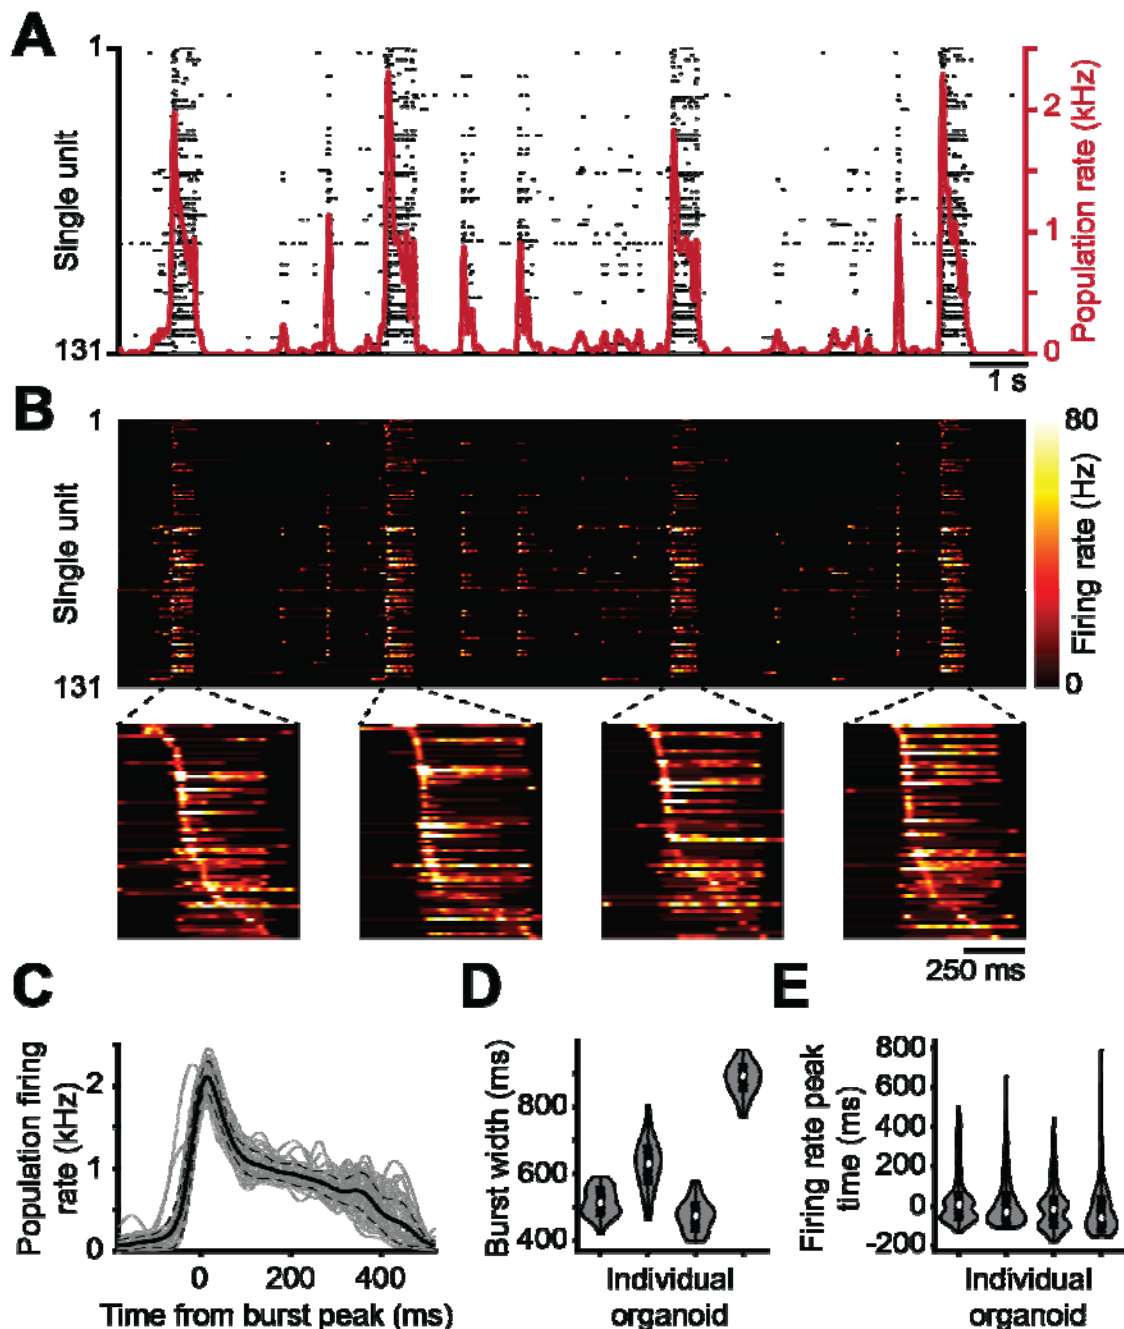 A
1
Single unit
131
2
1
0
Population rate (kHz)
1 s
B
1
Single unit
131
80
0
Firing rate (Hz)
250 ms
C
Population firing
rate (kHz)
2
1
0
0 200 400
Time from burst peak (ms)
D
Burst width (ms)
800
600
400
Individual
organoid
E
Firing rate peak
time (ms)
800
600
400
200
0
-200
Individual
organoid